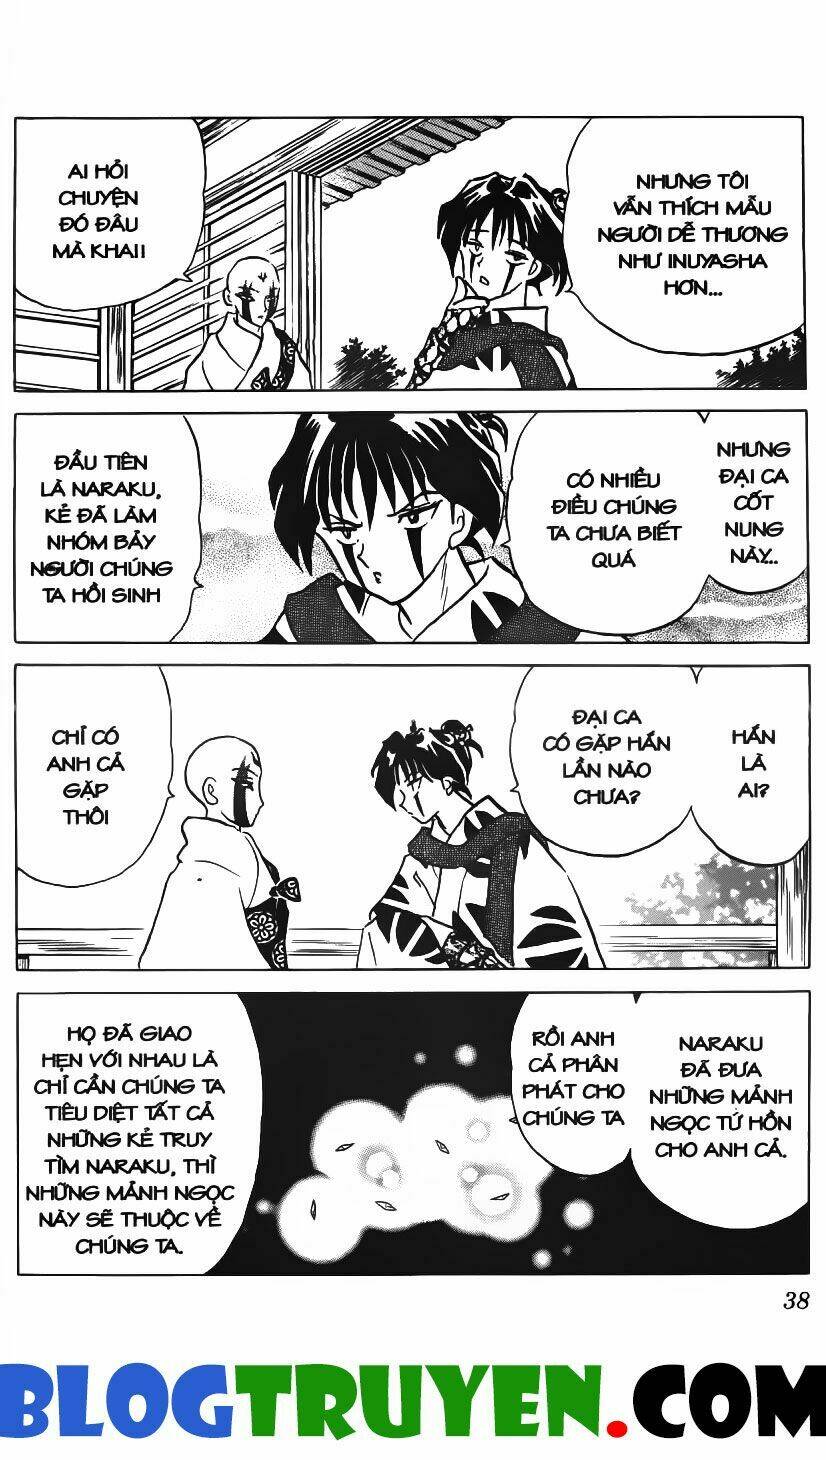 NHƯNG TÔI
VẪN THÍCH MẪU
NGƯỜI DỄ THƯƠNG
NHƯ INUYASHA
HƠN...
AI HỎI
CHUYỆN
ĐÓ ĐÂU
MÀ KHAI!
NHƯNG
ĐẠI CA
CỐT
NUNG
NÀY...
CÓ NHIỀU
ĐIỀU CHÚNG
TA CHƯA BIẾT
QUÁ
ĐẦU TIÊN
LÀ NARAKU,
KẺ ĐÃ LÀM
NHÓM BẢY
NGƯỜI CHÚNG
TA HỒI SINH
HẮN
LÀ
AI?
ĐẠI CA
CÓ GẶP HẮN
LẦN NÀO
CHƯA?
CHỈ CÓ
ANH CẢ
GẶP
THÔI
NARAKU
ĐÃ ĐƯA
NHỮNG MẢNH
NGỌC TỨ HỒN
CHO ANH CẢ.
RỒI ANH
CẢ PHÂN
PHÁT CHO
CHÚNG TA
HỌ ĐÃ GIAO
HẸN VỚI NHAU LÀ
CHỈ CẦN CHÚNG TA
TIÊU DIỆT TẤT CẢ
NHỮNG KẺ TRUY
TÌM NARAKU, THÌ
NHỮNG MẢNH NGỌC
NÀY SẼ THUỘC VỀ
CHÚNG TA.
38
BLOGTRUYEN.COM